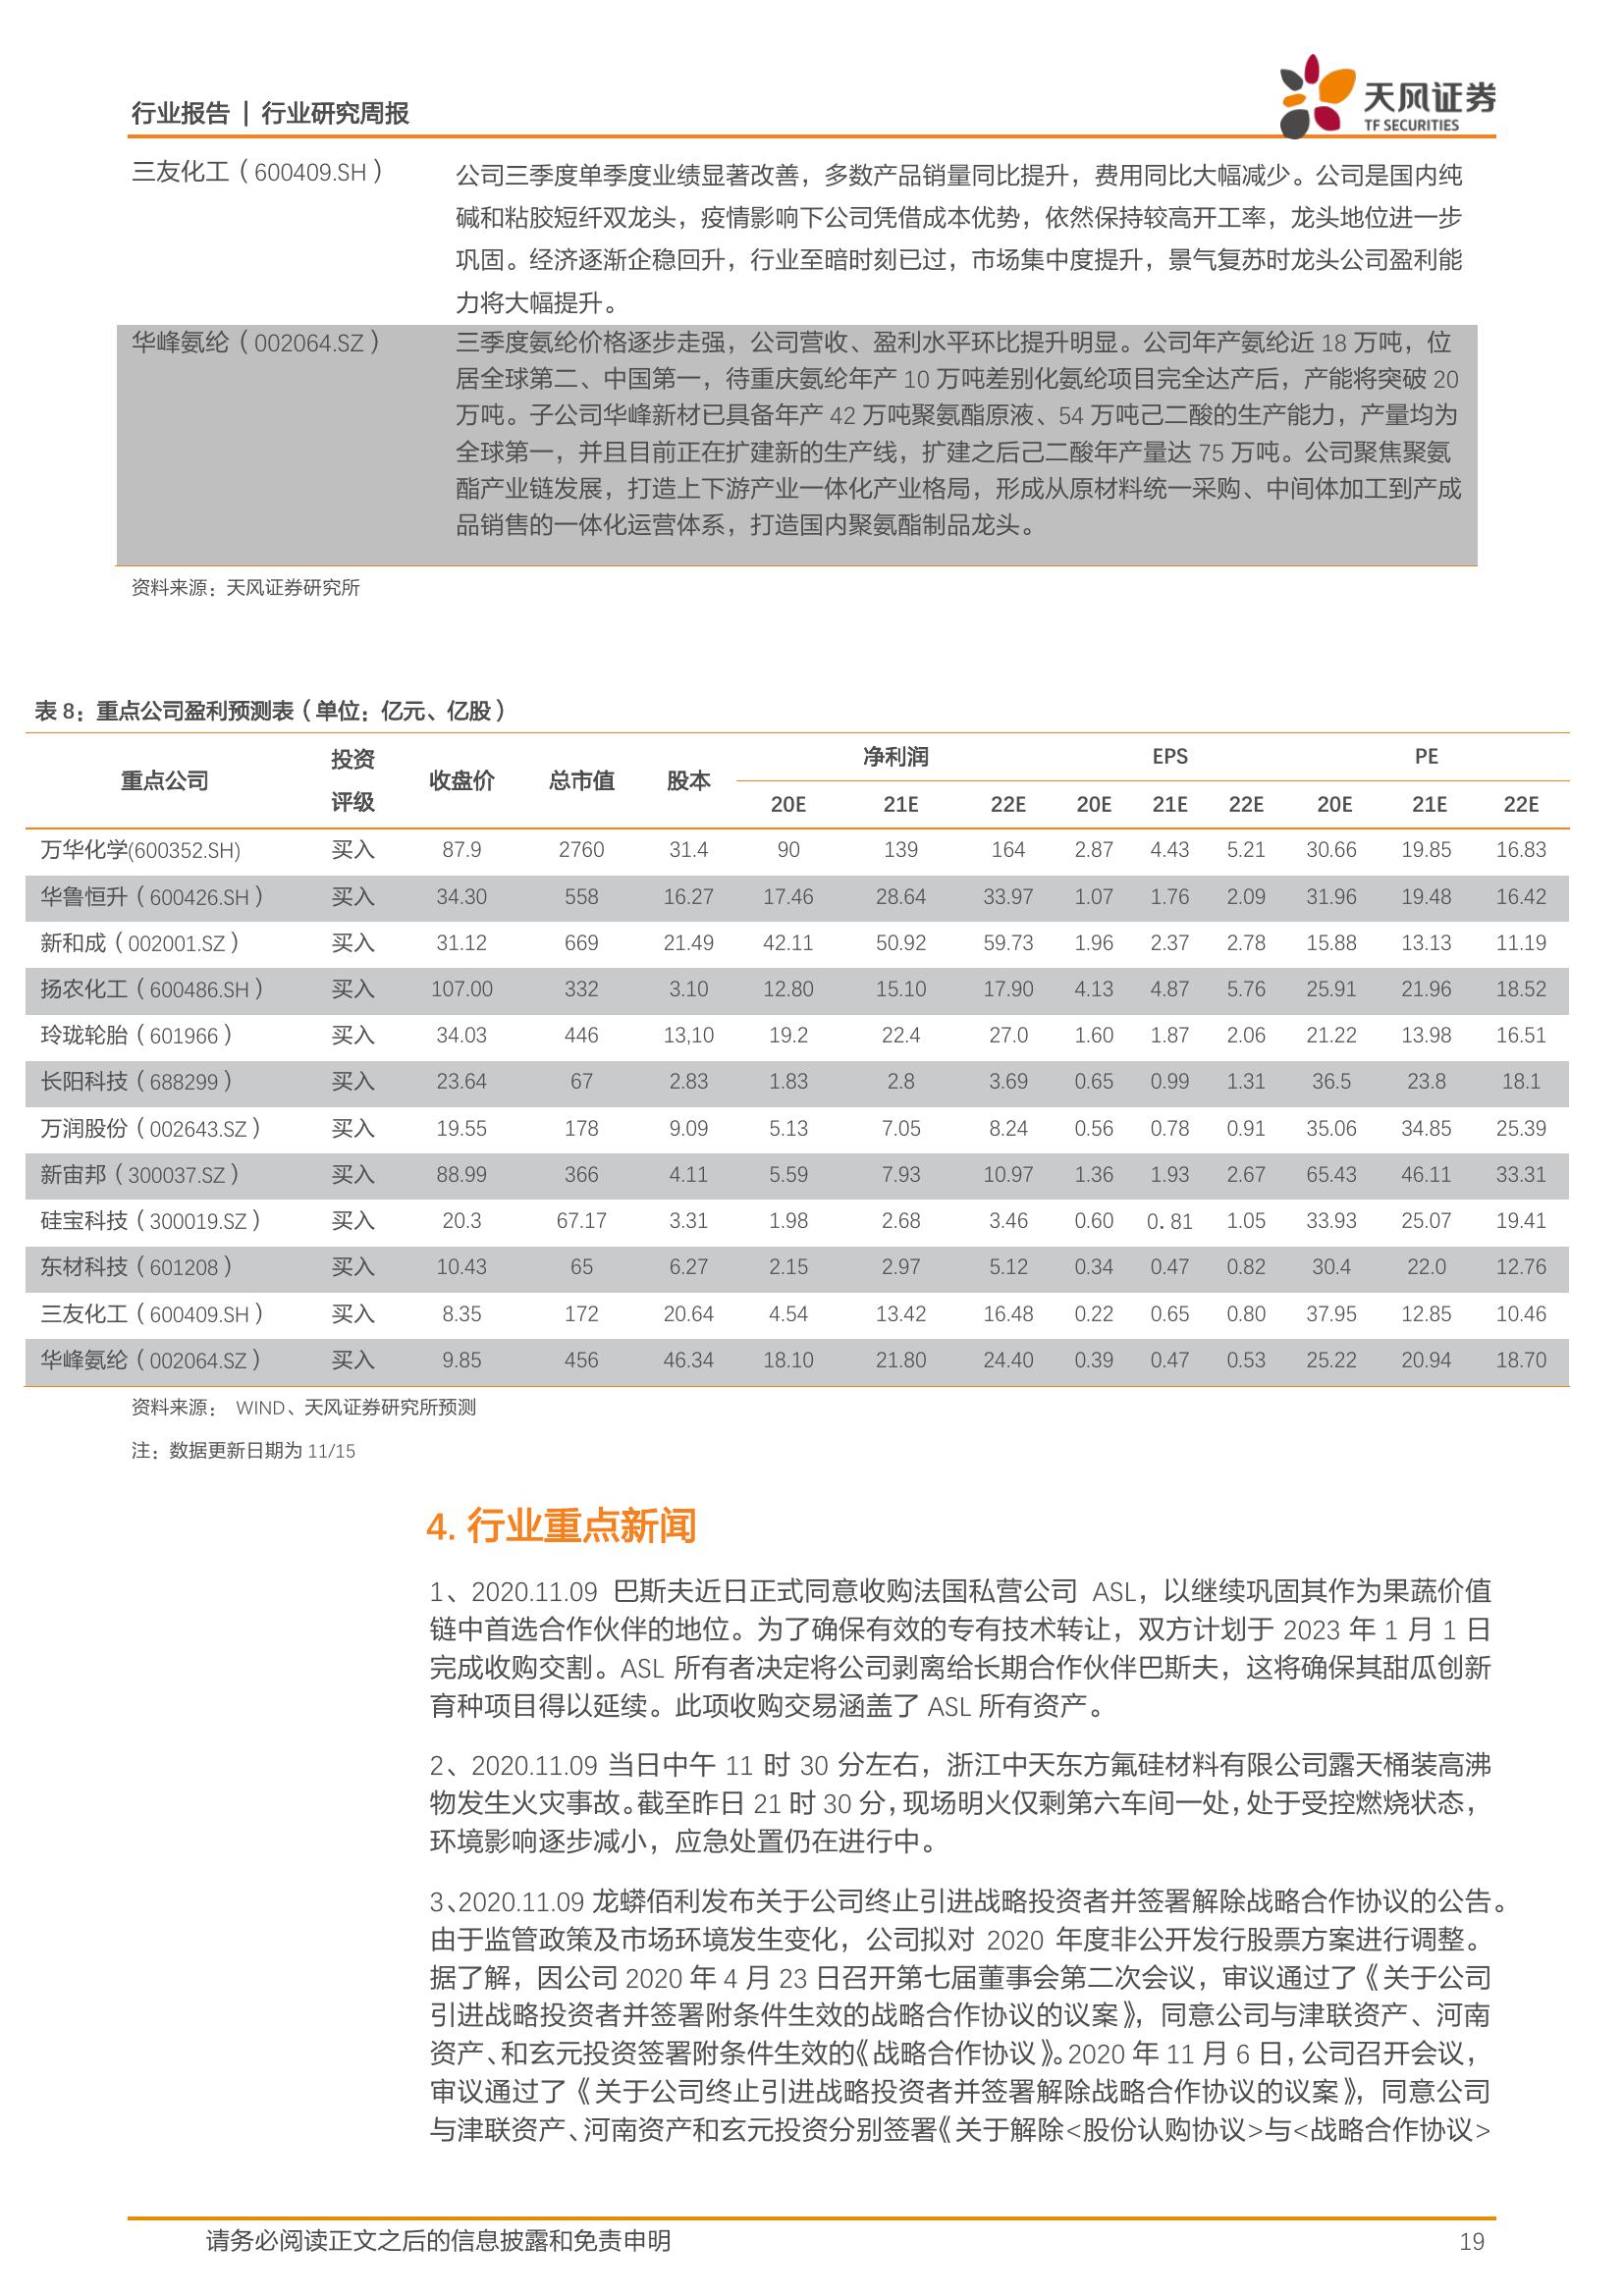 行业报告 | 行业研究周报
天风证券
TF SECURITIES
三友化工（600409.SH） 公司三季度单季度业绩显著改善，多数产品销量同比提升，费用同比大幅减少。公司是国内纯
碱和粘胶短纤双龙头，疫情影响下公司凭借成本优势，依然保持较高开工率，龙头地位进一步
巩固。经济逐渐企稳回升，行业至暗时刻已过，市场集中度提升，景气复苏时龙头公司盈利能
力将大幅提升。
华峰氨纶（002064.SZ） 三季度氨纶价格逐步走强，公司营收、盈利水平环比提升明显。公司年产氨纶近 18 万吨，位
居全球第二、中国第一，待重庆氨纶年产 10 万吨差别化氨纶项目完全达产后，产能将突破 20
万吨。子公司华峰新材已具备年产 42 万吨聚氨酯原液、54 万吨己二酸的生产能力，产量均为
全球第一，并且目前正在扩建新的生产线，扩建之后己二酸年产量达 75 万吨。公司聚焦聚氨
酯产业链发展，打造上下游产业一体化产业格局，形成从原材料统一采购、中间体加工到产成
品销售的一体化运营体系，打造国内聚氨酯制品龙头。
资料来源：天风证券研究所
表 8：重点公司盈利预测表（单位：亿元、亿股）
重点公司 投资评级 收盘价 总市值 股本 净利润 EPS PE
20E 21E 22E 20E 21E 22E 20E 21E 22E
万华化学(600352.SH) 买入 87.9 2760 31.4 90 139 164 2.87 4.43 5.21 30.66 19.85 16.83
华鲁恒升（600426.SH） 买入 34.30 558 16.27 17.46 28.64 33.97 1.07 1.76 2.09 31.96 19.48 16.42
新和成（002001.SZ） 买入 31.12 669 21.49 42.11 50.92 59.73 1.96 2.37 2.78 15.88 13.13 11.19
扬农化工（600486.SH） 买入 107.00 332 3.10 12.80 15.10 17.90 4.13 4.87 5.76 25.91 21.96 18.52
玲珑轮胎（601966） 买入 34.03 446 13,10 19.2 22.4 27.0 1.60 1.87 2.06 21.22 13.98 16.51
长阳科技（688299） 买入 23.64 67 2.83 1.83 2.8 3.69 0.65 0.99 1.31 36.5 23.8 18.1
万润股份（002643.SZ） 买入 19.55 178 9.09 5.13 7.05 8.24 0.56 0.78 0.91 35.06 34.85 25.39
新宙邦（300037.SZ） 买入 88.99 366 4.11 5.59 7.93 10.97 1.36 1.93 2.67 65.43 46.11 33.31
硅宝科技（300019.SZ） 买入 20.3 67.17 3.31 1.98 2.68 3.46 0.60 0.81 1.05 33.93 25.07 19.41
东材科技（601208） 买入 10.43 65 6.27 2.15 2.97 5.12 0.34 0.47 0.82 30.4 22.0 12.76
三友化工（600409.SH） 买入 8.35 172 20.64 4.54 13.42 16.48 0.22 0.65 0.80 37.95 12.85 10.46
华峰氨纶（002064.SZ） 买入 9.85 456 46.34 18.10 21.80 24.40 0.39 0.47 0.53 25.22 20.94 18.70
资料来源： WIND、天风证券研究所预测
注：数据更新日期为 11/15
4. 行业重点新闻
1、2020.11.09 巴斯夫近日正式同意收购法国私营公司 ASL，以继续巩固其作为果蔬价值
链中首选合作伙伴的地位。为了确保有效的专有技术转让，双方计划于 2023 年 1 月 1 日
完成收购交割。ASL 所有者决定将公司剥离给长期合作伙伴巴斯夫，这将确保其甜瓜创新
育种项目得以延续。此项收购交易涵盖了 ASL 所有资产。
2、2020.11.09 当日中午 11 时 30 分左右，浙江中天东方氟硅材料有限公司露天桶装高沸
物发生火灾事故。截至昨日 21 时 30 分，现场明火仅剩第六车间一处，处于受控燃烧状态，
环境影响逐步减小，应急处置仍在进行中。
3、2020.11.09 龙蟒佰利发布关于公司终止引进战略投资者并签署解除战略合作协议的公告。
由于监管政策及市场环境发生变化，公司拟对 2020 年度非公开发行股票方案进行调整。
据了解，因公司 2020 年 4 月 23 日召开第七届董事会第二次会议，审议通过了《关于公司
引进战略投资者并签署附条件生效的战略合作协议的议案》，同意公司与津联资产、河南
资产、和玄元投资签署附条件生效的《战略合作协议》。2020 年 11 月 6 日，公司召开会议，
审议通过了《关于公司终止引进战略投资者并签署解除战略合作协议的议案》，同意公司
与津联资产、河南资产和玄元投资分别签署《关于解除<股份认购协议>与<战略合作协议>
请务必阅读正文之后的信息披露和免责申明 19